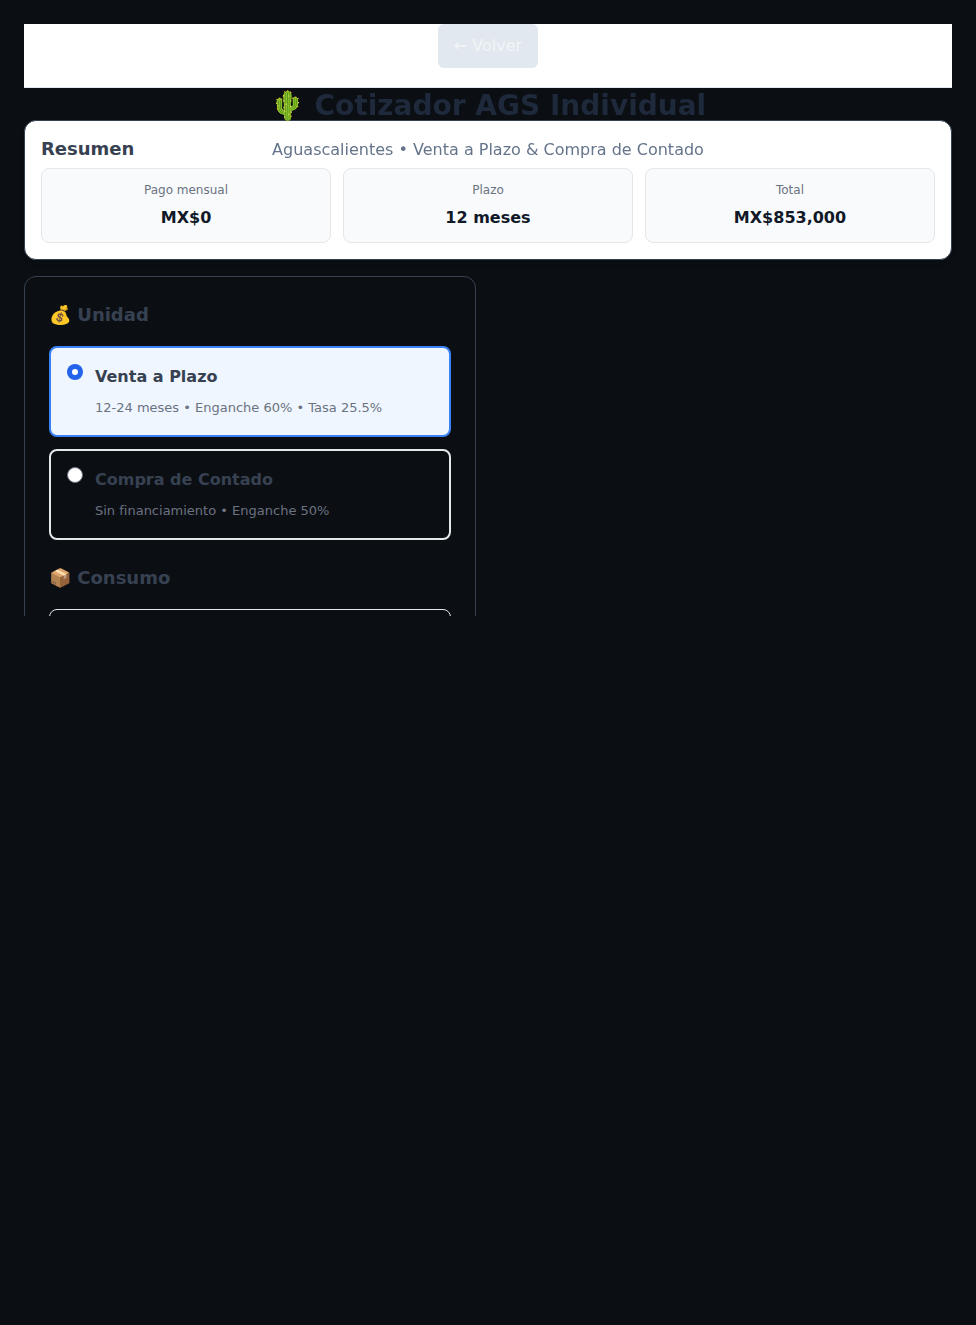 ← Volver
🌵 Cotizador AGS Individual
Resumen
Aguascalientes • Venta a Plazo & Compra de Contado
Pago mensual
MX$0
Plazo
12 meses
Total
MX$853,000
💰 Unidad
Venta a Plazo
12-24 meses • Enganche 60% • Tasa 25.5%
Compra de Contado
Sin financiamiento • Enganche 50%
📦 Consumo